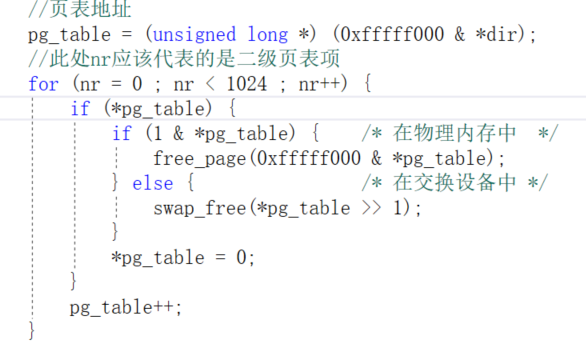 //页表地址
pg_table = (unsigned long *) (0xfffff000 & *dir);
//此处nr应该代表的是二级页表项
for (nr = 0 ; nr < 1024 ; nr++) {
if (*pg_table) {
if (1 & *pg_table) { /* 在物理内存中 */
free_page(0xfffff000 & *pg_table);
} else { /* 在交换设备中 */
swap_free(*pg_table >> 1);
}
*pg_table = 0;
}
pg_table++;
}